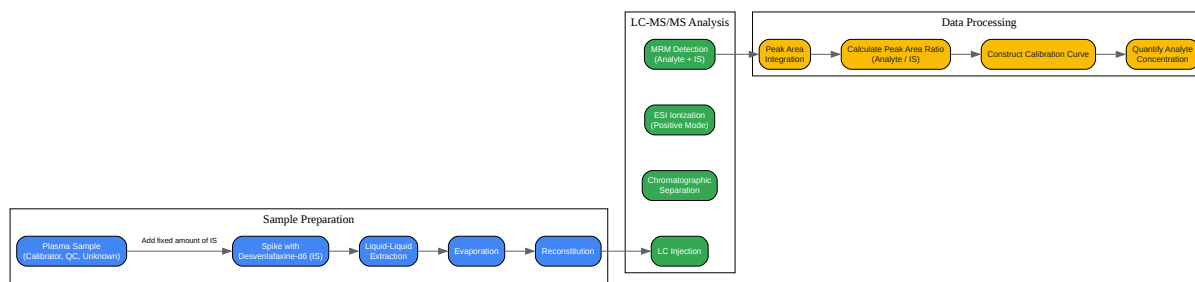 Sample Preparation
Plasma Sample
(Calibrator, QC, Unknown)
Add fixed amount of IS
Spike with
Desvenlafaxine-d6 (IS)
Liquid-Liquid
Extraction
Evaporation
Reconstitution
LC-MS/MS Analysis
MRM Detection
(Analyte + IS)
ESI Ionization
(Positive Mode)
Chromatographic
Separation
LC Injection
Data Processing
Peak Area
Integration
Calculate Peak Area Ratio
(Analyte / IS)
Construct Calibration Curve
Quantify Analyte
Concentration